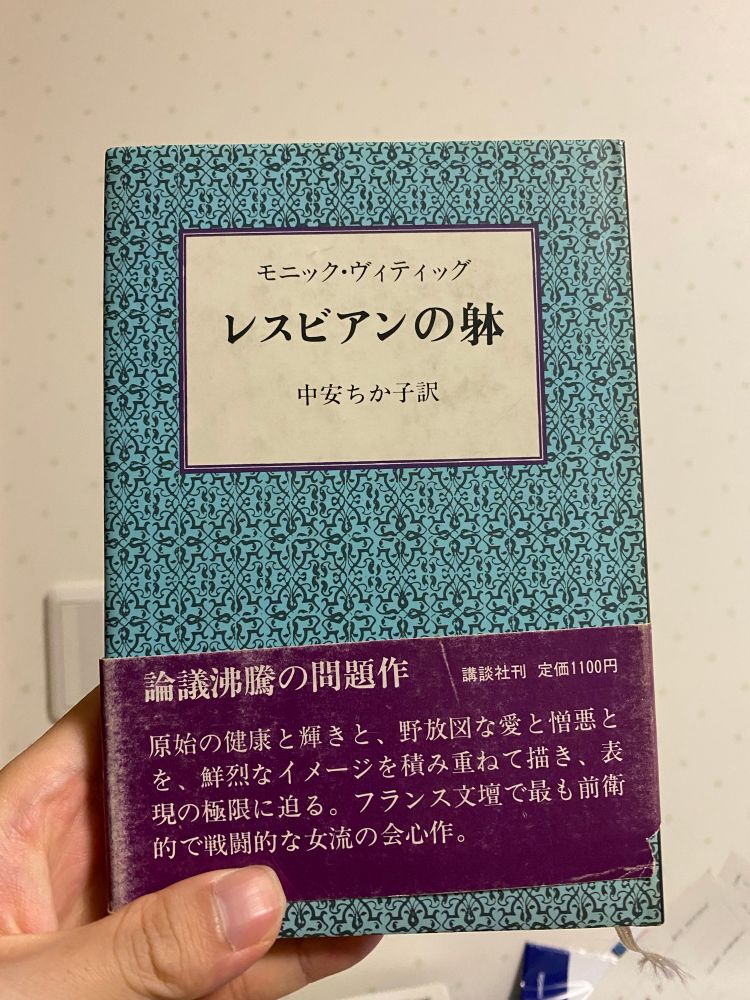 モニック・ヴィティッグ
レスビアンの躰
中安ちか子訳
論議沸騰の問題作
講談社刊 定価1100円
原始の健康と輝きと、野放図な愛と憎悪と
を、鮮烈なイメージを積み重ねて描き、表
現の極限に迫る。フランス文壇で最も前衛
的で戦闘的な女流の会心作。